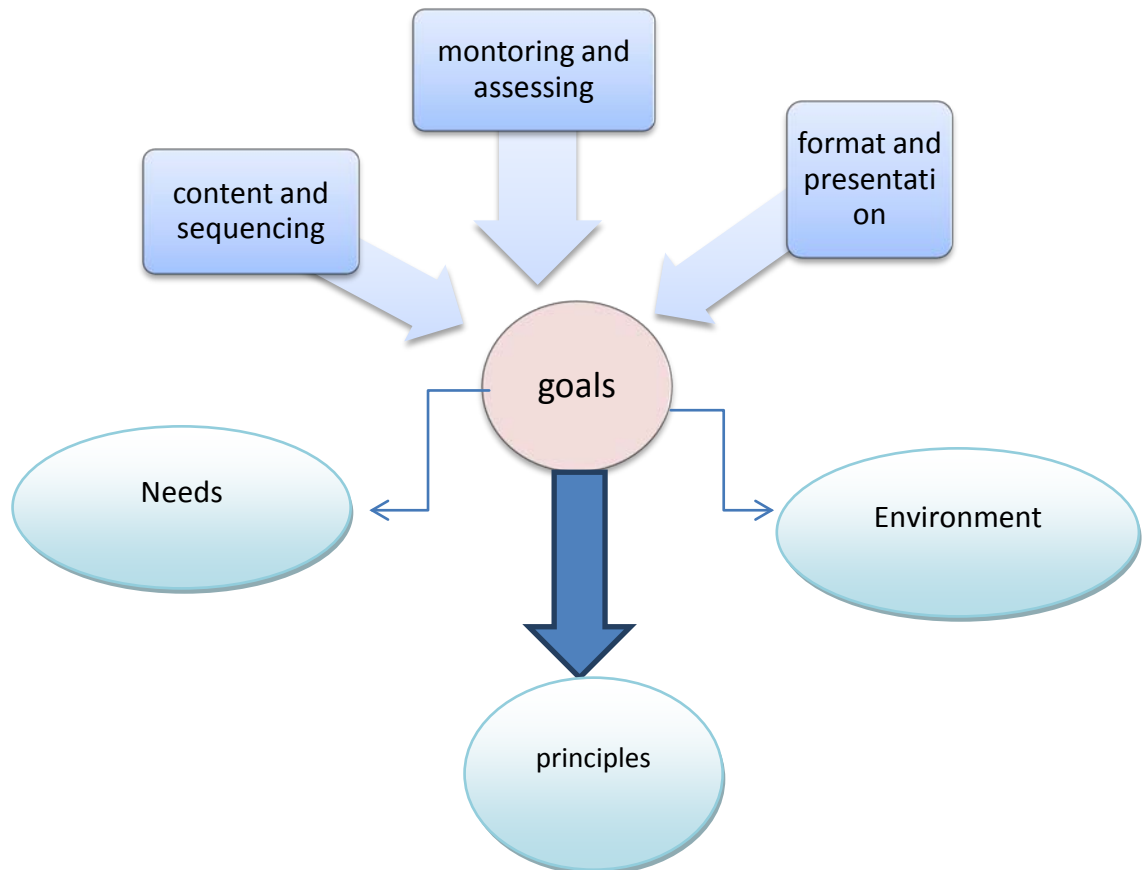 montoring and
assessing
format and
presentati
on
content and
sequencing
goals
Needs
Environment
principles